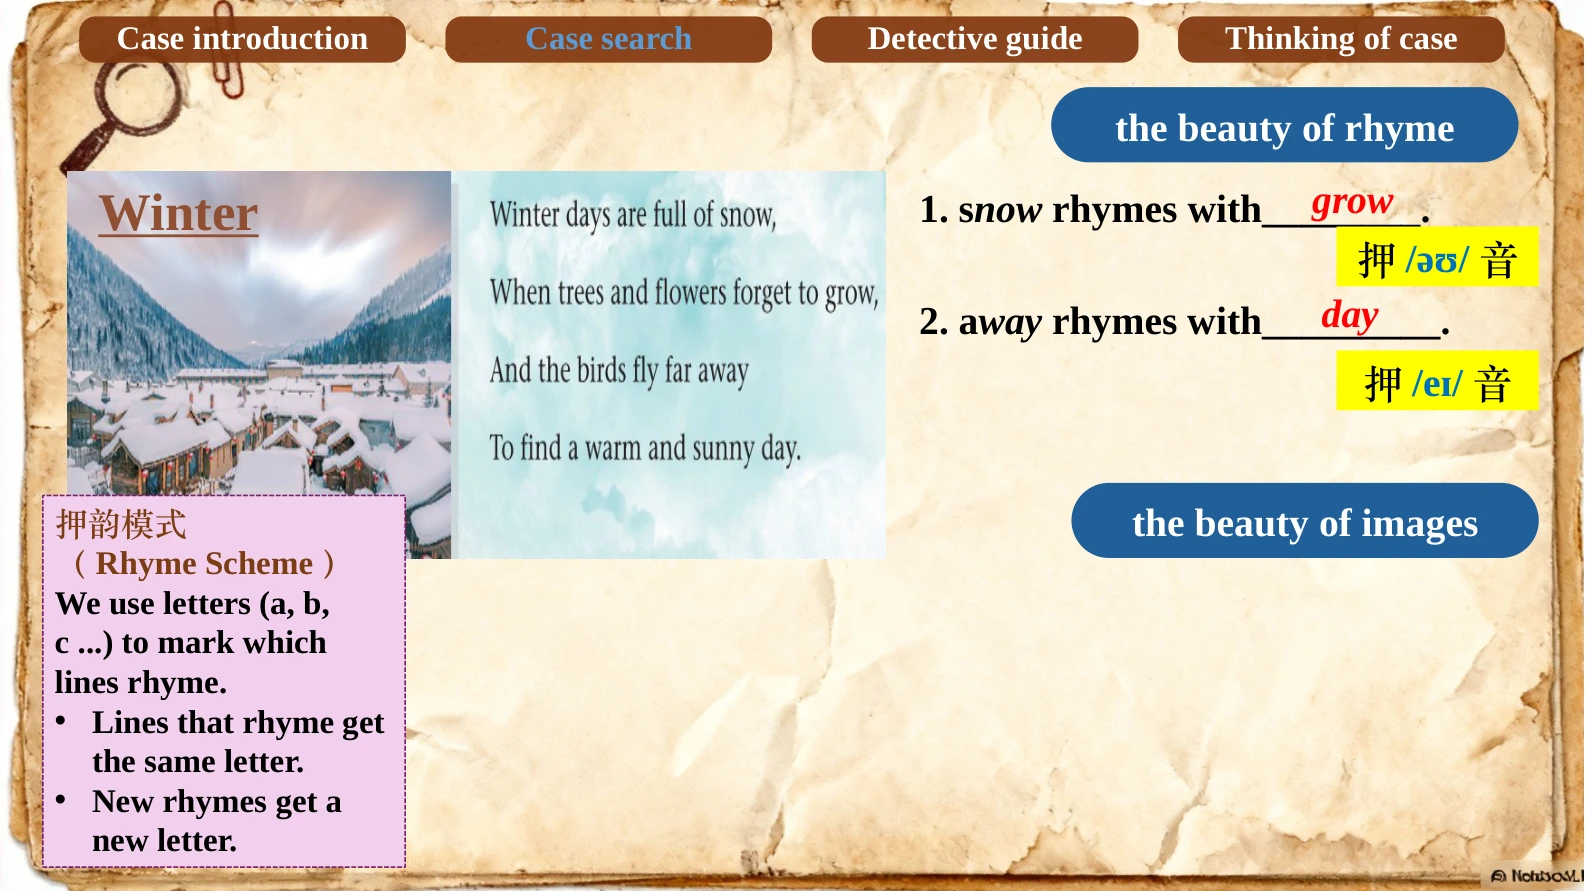 Case introduction
Case search
Detective guide
Thinking of case
the beauty of rhyme
Winter
Winter days are full of snow,
When trees and flowers forget to grow,
And the birds fly far away
To find a warm and sunny day.
1. snow rhymes with________.
grow
押 /əʊ/ 音
2. away rhymes with_________.
day
押 /eɪ/ 音
the beauty of images
押韵模式
（ Rhyme Scheme ）
We use letters (a, b,
c ...) to mark which
lines rhyme.
• Lines that rhyme get
the same letter.
• New rhymes get a
new letter.